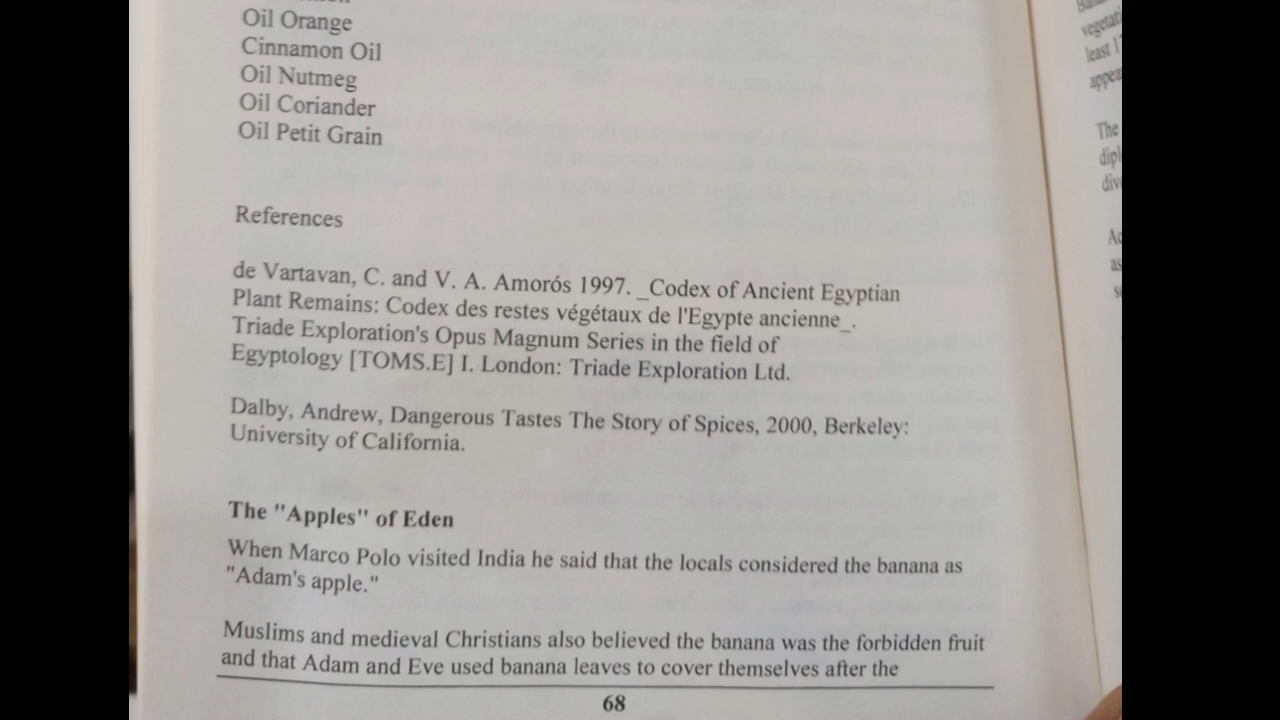 Oil Orange
Cinnamon Oil
Oil Nutmeg
Oil Coriander
Oil Petit Grain
References
de Vartavan, C. and V. A. Amorós 1997. _Codex of Ancient Egyptian
Plant Remains: Codex des restes végétaux de l'Egypte ancienne_.
Triade Exploration's Opus Magnum Series in the field of
Egyptology [TOMS.E] I. London: Triade Exploration Ltd.
Dalby, Andrew, Dangerous Tastes The Story of Spices, 2000, Berkeley:
University of California.
The "Apples" of Eden
When Marco Polo visited India he said that the locals considered the banana as
"Adam's apple."
Muslims and medieval Christians also believed the banana was the forbidden fruit
and that Adam and Eve used banana leaves to cover themselves after the
68
least
The